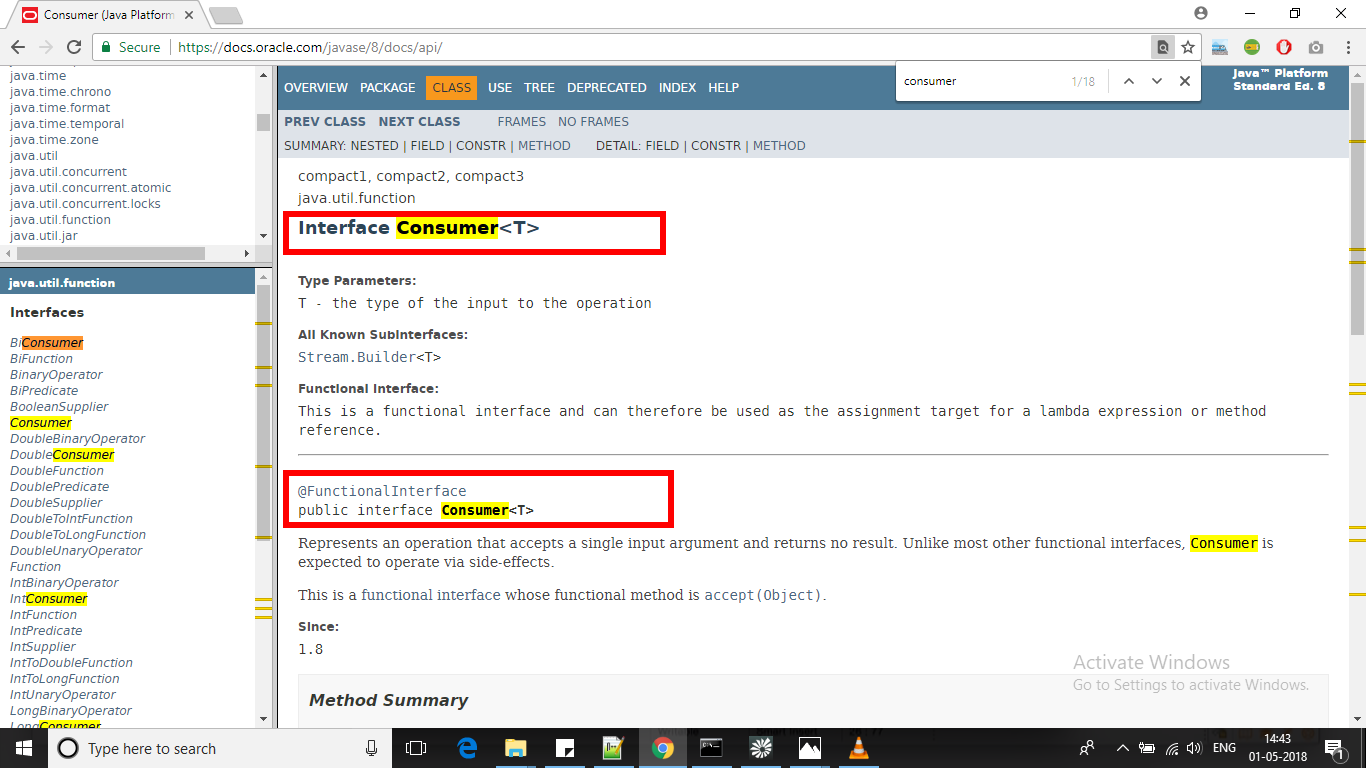 Consumer (Java Platform
Secure
https://docs.oracle.com/javase/8/docs/api/
consumer
1/18
java.time
java.time.chrono
java.time.format
java.time.temporal
java.time.zone
java.util
java.util.concurrent
java.util.concurrent.atomic
java.util.concurrent.locks
java.util.function
java.util.jar
java.util.function
Interfaces
BiConsumer
BiFunction
BinaryOperator
BiPredicate
BooleanSupplier
Consumer
DoubleBinaryOperator
DoubleConsumer
DoubleFunction
DoublePredicate
DoubleSupplier
DoubleToIntFunction
DoubleToLongFunction
DoubleUnaryOperator
Function
IntBinaryOperator
IntConsumer
IntFunction
IntPredicate
IntSupplier
IntToDoubleFunction
IntToLongFunction
IntUnaryOperator
LongBinaryOperator
LongConsumer
OVERVIEW PACKAGE CLASS USE TREE DEPRECATED INDEX HELP
Java™ Platform
Standard Ed. 8
PREV CLASS NEXT CLASS FRAMES NO FRAMES
SUMMARY: NESTED | FIELD | CONSTR | METHOD DETAIL: FIELD | CONSTR | METHOD
compact1, compact2, compact3
java.util.function
Interface Consumer<T>
Type Parameters:
T - the type of the input to the operation
All Known Subinterfaces:
Stream.Builder<T>
Functional Interface:
This is a functional interface and can therefore be used as the assignment target for a lambda expression or method
reference.
@FunctionalInterface
public interface Consumer<T>
Represents an operation that accepts a single input argument and returns no result. Unlike most other functional interfaces, Consumer is
expected to operate via side-effects.
This is a functional interface whose functional method is accept(Object).
Since:
1.8
Method Summary
Activate Windows
Go to Settings to activate Windows.
Type here to search
ENG
14:43
01-05-2018
1